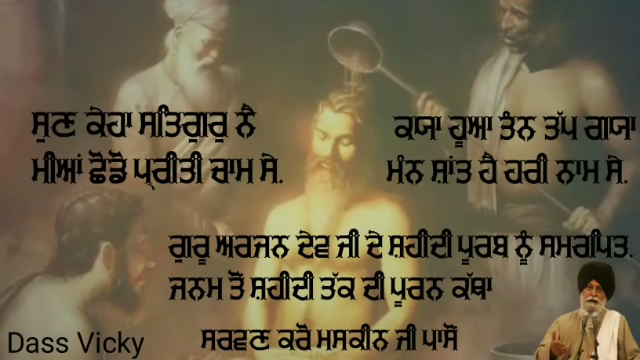 ਸੁਣ ਕੇਹਾ ਸਤਿਗੁਰੁ ਨੈ
ਮੀਆਂ ਛੋਡੋ ਪ੍ਰੀਤੀ ਚਾਮ ਸੇ.
ਕਯਾ ਹੂਆ ਤੰਨ ਤੱਪ ਗਯਾ
ਮੰਨ ਸ਼ਾਂਤ ਹੈ ਹਰੀ ਨਾਮ ਸੇ.
ਗੁਰੂ ਅਰਜਨ ਦੇਵ ਜੀ ਦੇ ਸ਼ਹੀਦੀ ਪੂਰਬ ਨੂੰ ਸਮਰਪਿਤ.
ਜਨਮ ਤੋਂ ਸ਼ਹੀਦੀ ਤੱਕ ਦੀ ਪੂਰਨ ਕੱਥਾ
ਸਰਵਣ ਕਰੋ ਮਸਕੀਨ ਜੀ ਪਾਸੋਂ
Dass Vicky